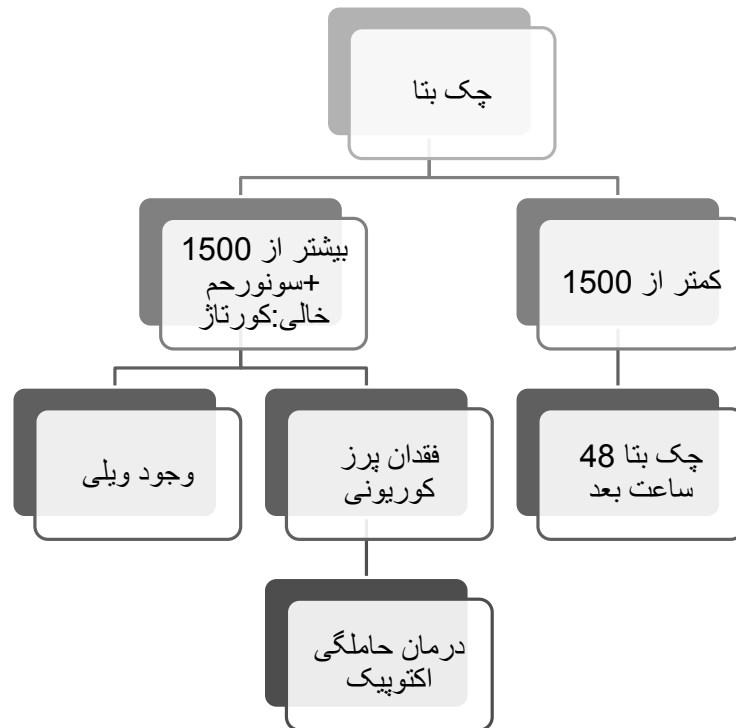 چک بتا
بیشتر از 1500
+سونورحم
خالی:کورتاژ
کمتر از 1500
وجود ویلی
فقدان پرز
کوریونی
چک بتا 48
ساعت بعد
درمان حاملگی
اکتوپیک